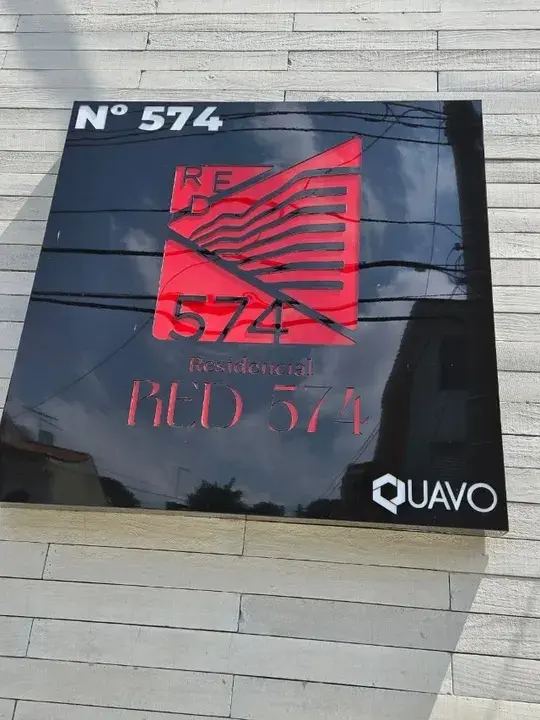 Nº 574
RED
574
Residencial
RED 574
QUAVO